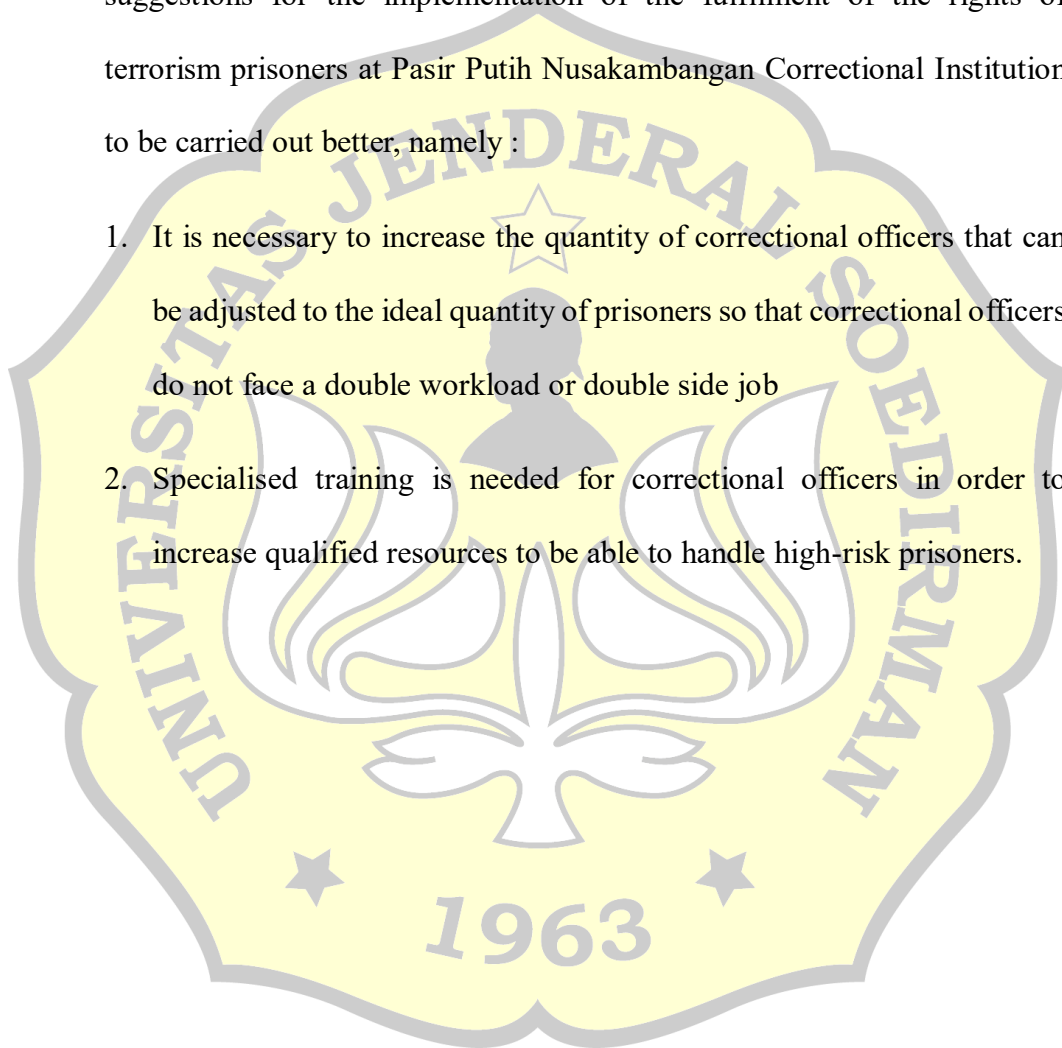 suggestions for the implementation of the fulfilment of the rights of
terrorism prisoners at Pasir Putih Nusakambangan Correctional Institution
to be carried out better, namely :
1. It is necessary to increase the quantity of correctional officers that can
be adjusted to the ideal quantity of prisoners so that correctional officers
do not face a double workload or double side job
2. Specialised training is needed for correctional officers in order to
increase qualified resources to be able to handle high-risk prisoners.
UNIVERSITAS JENDERAL SOEDIRMAN
1963